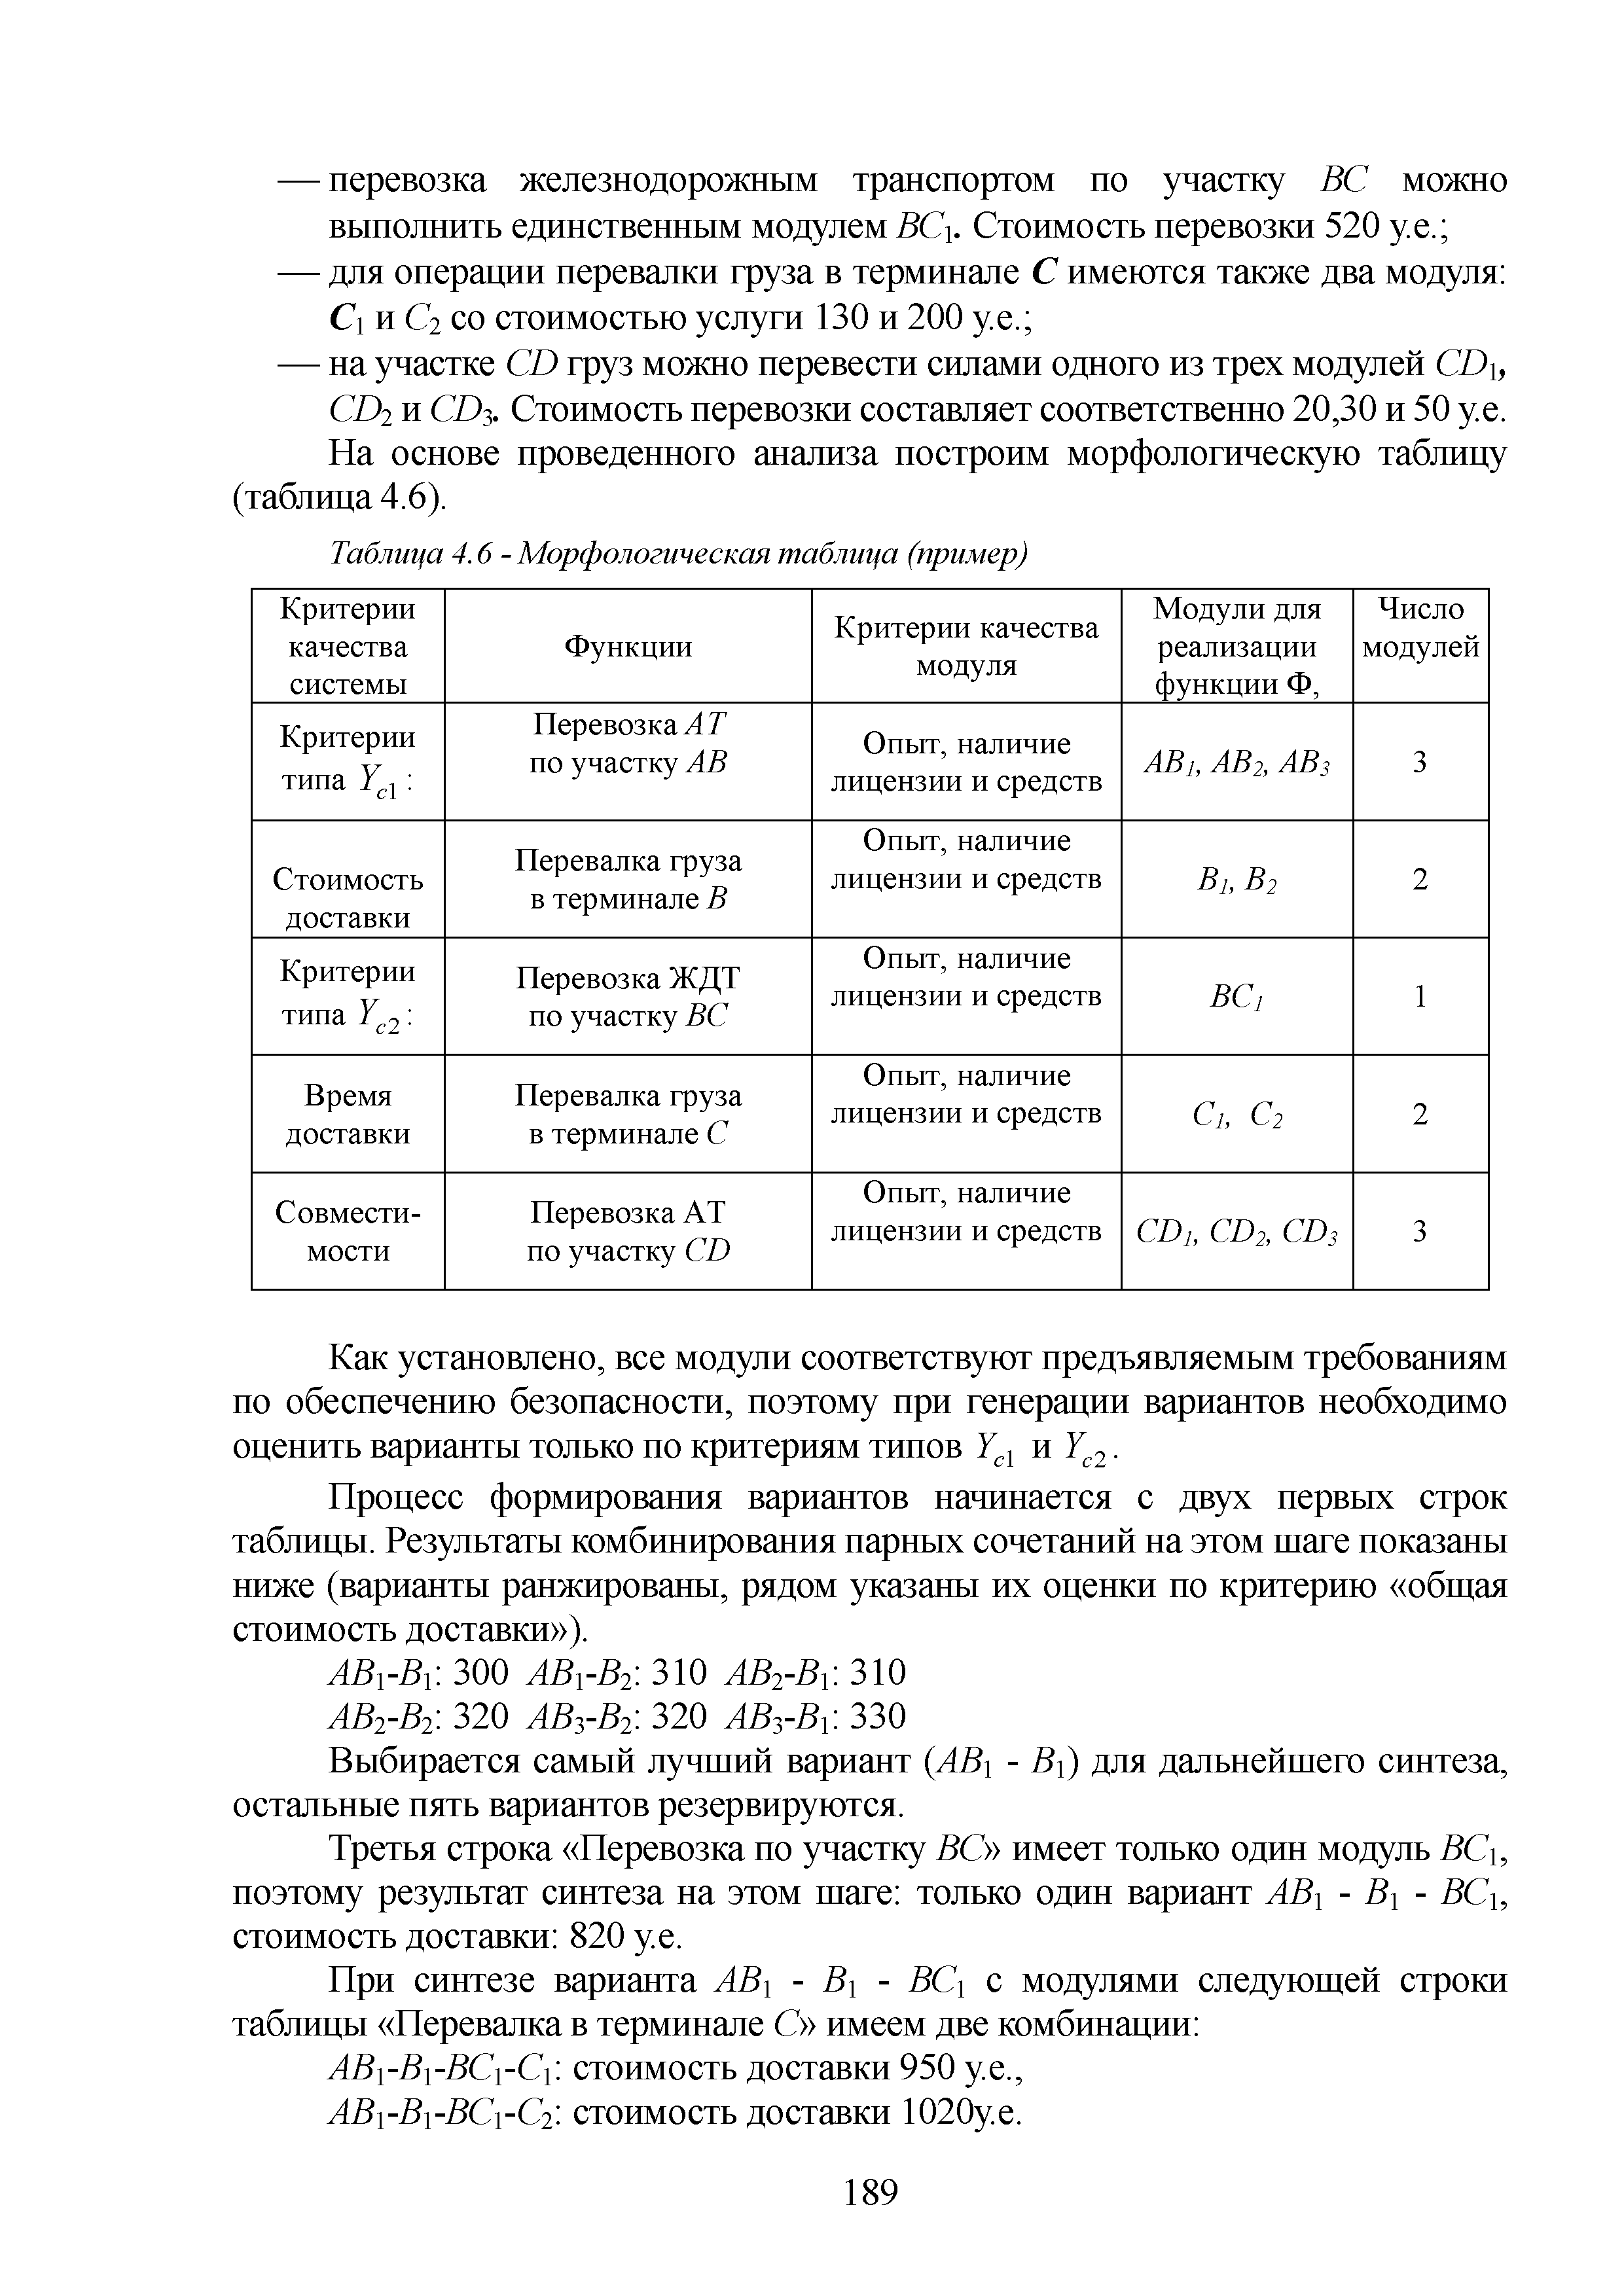 — перевозка железнодорожным транспортом по участку BC можно
выполнить единственным модулем BC₁. Стоимость перевозки 520 у.е.;
— для операции перевалки груза в терминале C имеются также два модуля:
C₁ и C₂ со стоимостью услуги 130 и 200 у.е.;
— на участке CD груз можно перевести силами одного из трех модулей CD₁,
CD₂ и CD₃. Стоимость перевозки составляет соответственно 20,30 и 50 у.е.
На основе проведенного анализа построим морфологическую таблицу
(таблица 4.6).
Таблица 4.6 - Морфологическая таблица (пример)
Критерии
качества
системы
Функции
Критерии качества
модуля
Модули для
реализации
функции Ф,
Число
модулей
Критерии
типа Y_c1 :
Перевозка АТ
по участку AB
Опыт, наличие
лицензии и средств
AB₁, AB₂, AB₃
3
Стоимость
доставки
Перевалка груза
в терминале B
Опыт, наличие
лицензии и средств
B₁, B₂
2
Критерии
типа Y_c2 :
Перевозка ЖДТ
по участку BC
Опыт, наличие
лицензии и средств
BC₁
1
Время
доставки
Перевалка груза
в терминале C
Опыт, наличие
лицензии и средств
C₁, C₂
2
Совмести-
мости
Перевозка АТ
по участку CD
Опыт, наличие
лицензии и средств
CD₁, CD₂, CD₃
3
Как установлено, все модули соответствуют предъявляемым требованиям
по обеспечению безопасности, поэтому при генерации вариантов необходимо
оценить варианты только по критериям типов Y_c1 и Y_c2 .
Процесс формирования вариантов начинается с двух первых строк
таблицы. Результаты комбинирования парных сочетаний на этом шаге показаны
ниже (варианты ранжированы, рядом указаны их оценки по критерию «общая
стоимость доставки»).
AB₁-B₁: 300 AB₁-B₂: 310 AB₂-B₁: 310
AB₂-B₂: 320 AB₃-B₂: 320 AB₃-B₁: 330
Выбирается самый лучший вариант (AB₁ - B₁) для дальнейшего синтеза,
остальные пять вариантов резервируются.
Третья строка «Перевозка по участку BC» имеет только один модуль BC₁,
поэтому результат синтеза на этом шаге: только один вариант AB₁ - B₁ - BC₁,
стоимость доставки: 820 у.е.
При синтезе варианта AB₁ - B₁ - BC₁ с модулями следующей строки
таблицы «Перевалка в терминале C» имеем две комбинации:
AB₁-B₁-BC₁-C₁: стоимость доставки 950 у.е.,
AB₁-B₁-BC₁-C₂: стоимость доставки 1020у.е.
189